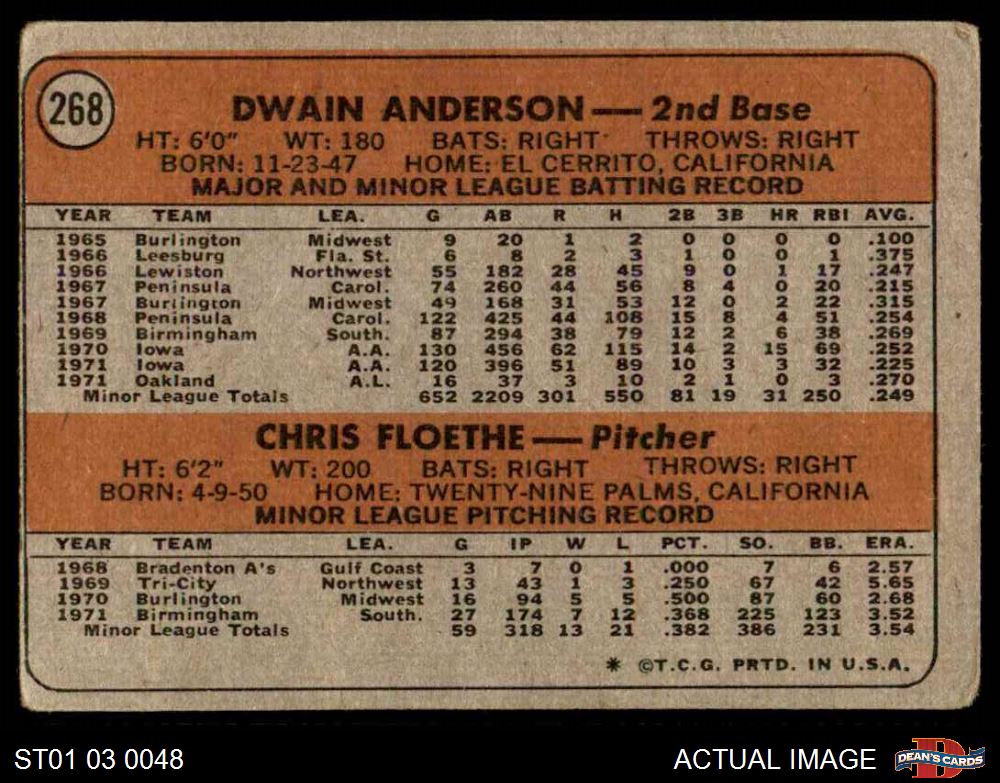 268
DWAIN ANDERSON — 2nd Base
HT: 6'0" WT: 180 BATS: RIGHT THROWS: RIGHT
BORN: 11-23-47 HOME: EL CERRITO, CALIFORNIA
MAJOR AND MINOR LEAGUE BATTING RECORD
YEAR TEAM LEA. G AB R H 2B 3B HR RBI AVG.
1965 Burlington Midwest 9 20 1 2 0 0 0 0 .100
1966 Leesburg Fla. St. 6 8 2 3 1 0 0 1 .375
1966 Lewiston Northwest 55 182 28 45 9 0 1 17 .247
1967 Peninsula Carol. 74 260 44 56 8 4 0 20 .215
1967 Burlington Midwest 49 168 31 53 12 0 2 22 .315
1968 Peninsula Carol. 122 425 44 108 15 8 4 51 .254
1969 Birmingham South. 87 294 38 79 12 2 6 38 .269
1970 Iowa A.A. 130 456 62 115 14 2 15 69 .252
1971 Iowa A.A. 120 396 51 89 10 3 3 32 .225
1971 Oakland A.L. 16 37 3 10 2 1 0 3 .270
Minor League Totals 652 2209 301 550 81 19 31 250 .249
CHRIS FLOETHE — Pitcher
HT: 6'2" WT: 200 BATS: RIGHT THROWS: RIGHT
BORN: 4-9-50 HOME: TWENTY-NINE PALMS, CALIFORNIA
MINOR LEAGUE PITCHING RECORD
YEAR TEAM LEA. G IP W L PCT. SO. BB. ERA.
1968 Bradenton A's Gulf Coast 3 7 0 1 .000 7 6 2.57
1969 Tri-City Northwest 13 43 1 3 .250 67 42 5.65
1970 Burlington Midwest 16 94 5 5 .500 87 60 2.68
1971 Birmingham South. 27 174 7 12 .368 225 123 3.52
Minor League Totals 59 318 13 21 .382 386 231 3.54
* ©T.C.G. PRTD. IN U.S.A.
ST01 03 0048
ACTUAL IMAGE
D
DEAN'S CARDS